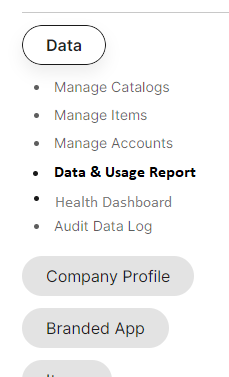 Data
Manage Catalogs
Manage Items
Manage Accounts
Data & Usage Report
Health Dashboard
Audit Data Log
Company Profile
Branded App